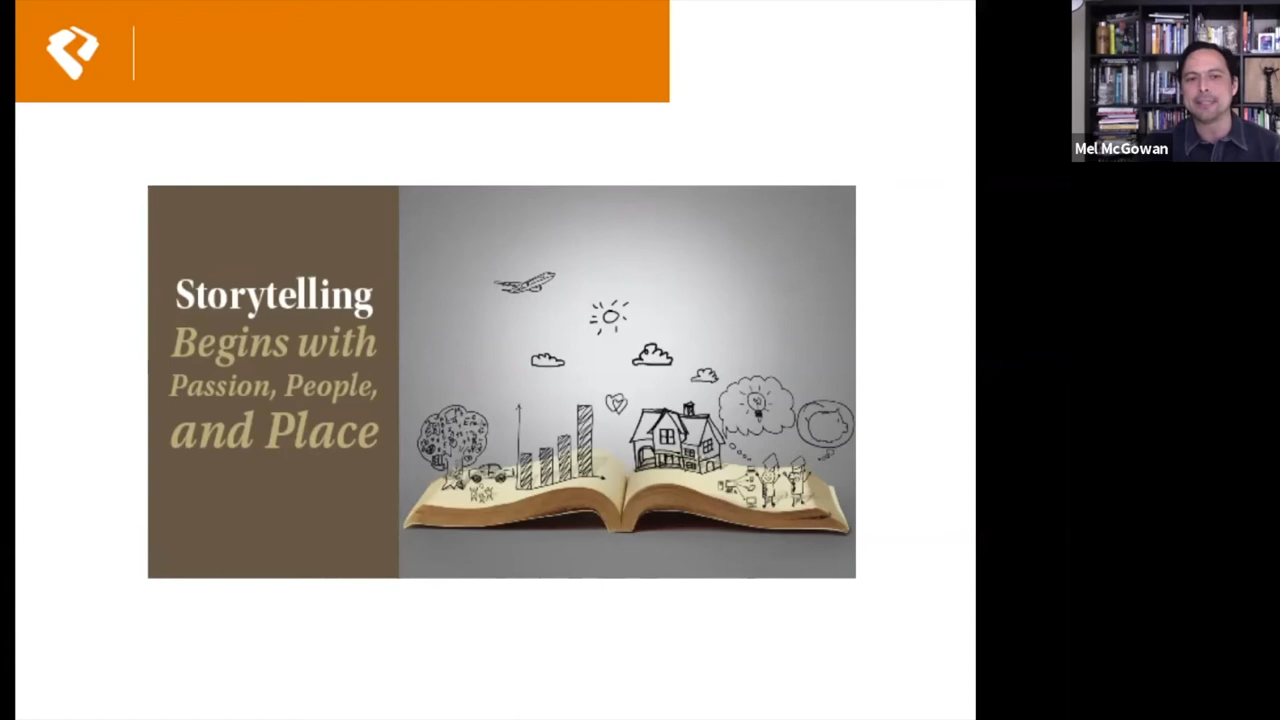 Storytelling
Begins with
Passion, People,
and Place
Mel McGowan